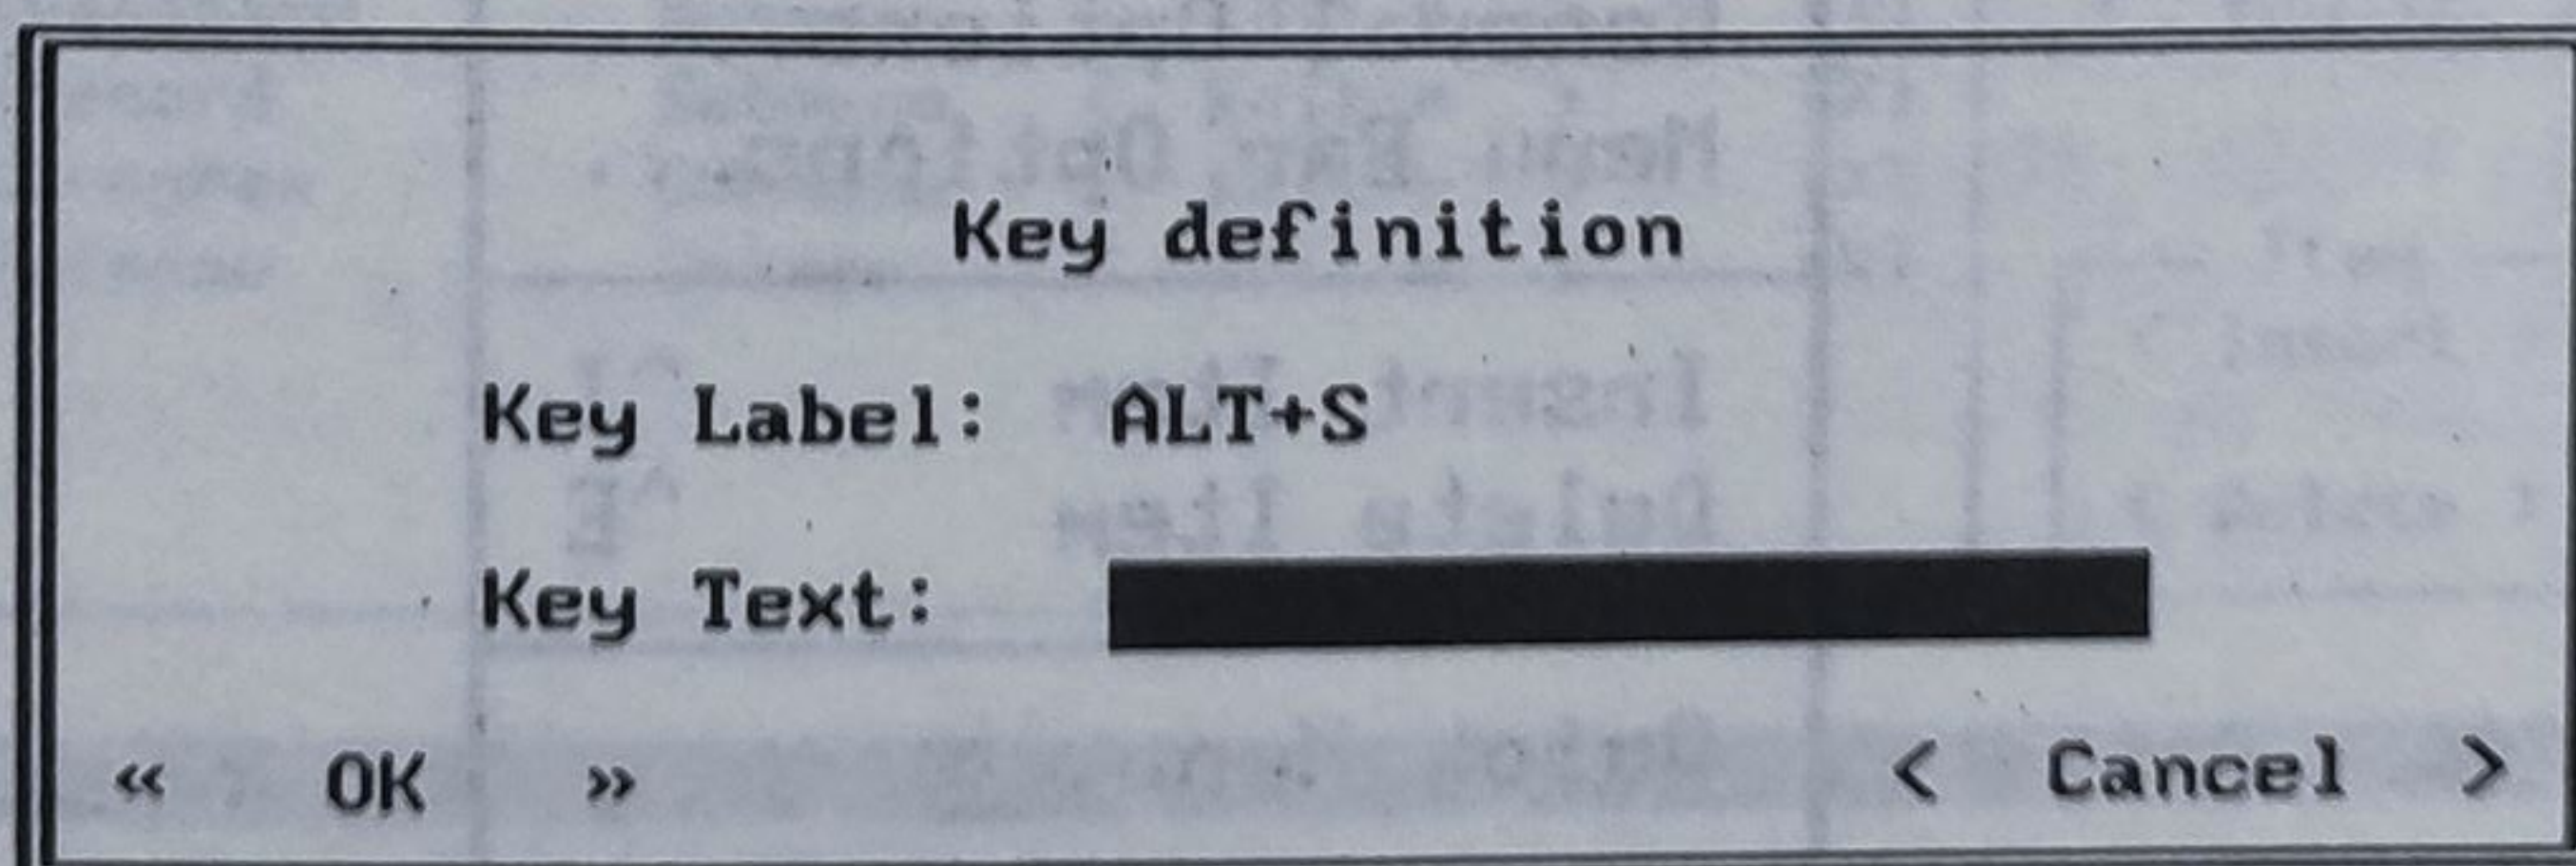 Key definition
Key Label: ALT+S
Key Text:
« OK » < Cancel >